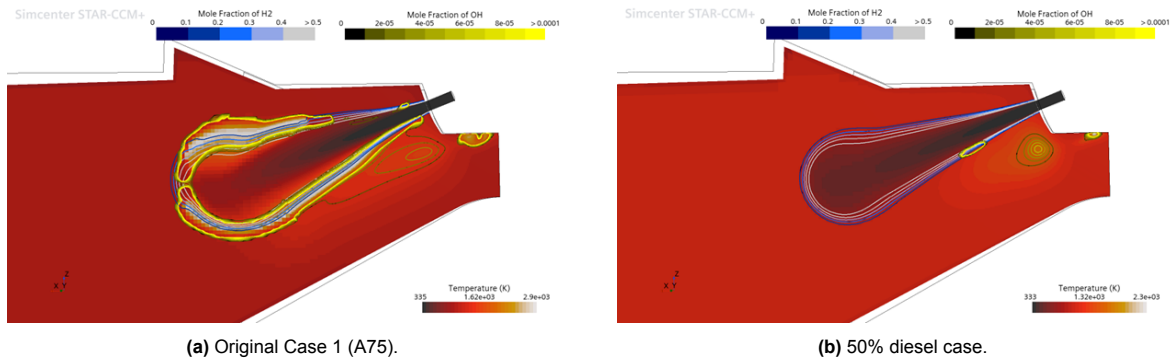 Simcenter STAR-CCM+
Mole Fraction of H2
0 0.1 0.2 0.3 0.4 > 0.5
Mole Fraction of OH
2e-05 4e-05 6e-05 8e-05 > 0.0001
Z
X Y
Temperature (K)
335 1.62e+03 2.9e+03
(a) Original Case 1 (A75).
Simcenter STAR-CCM+
Mole Fraction of H2
0 0.1 0.2 0.3 0.4 > 0.5
Mole Fraction of OH
2e-05 4e-05 6e-05 8e-05 > 0.0001
Z
X Y
Temperature (K)
333 1.32e+03 2.3e+03
(b) 50% diesel case.